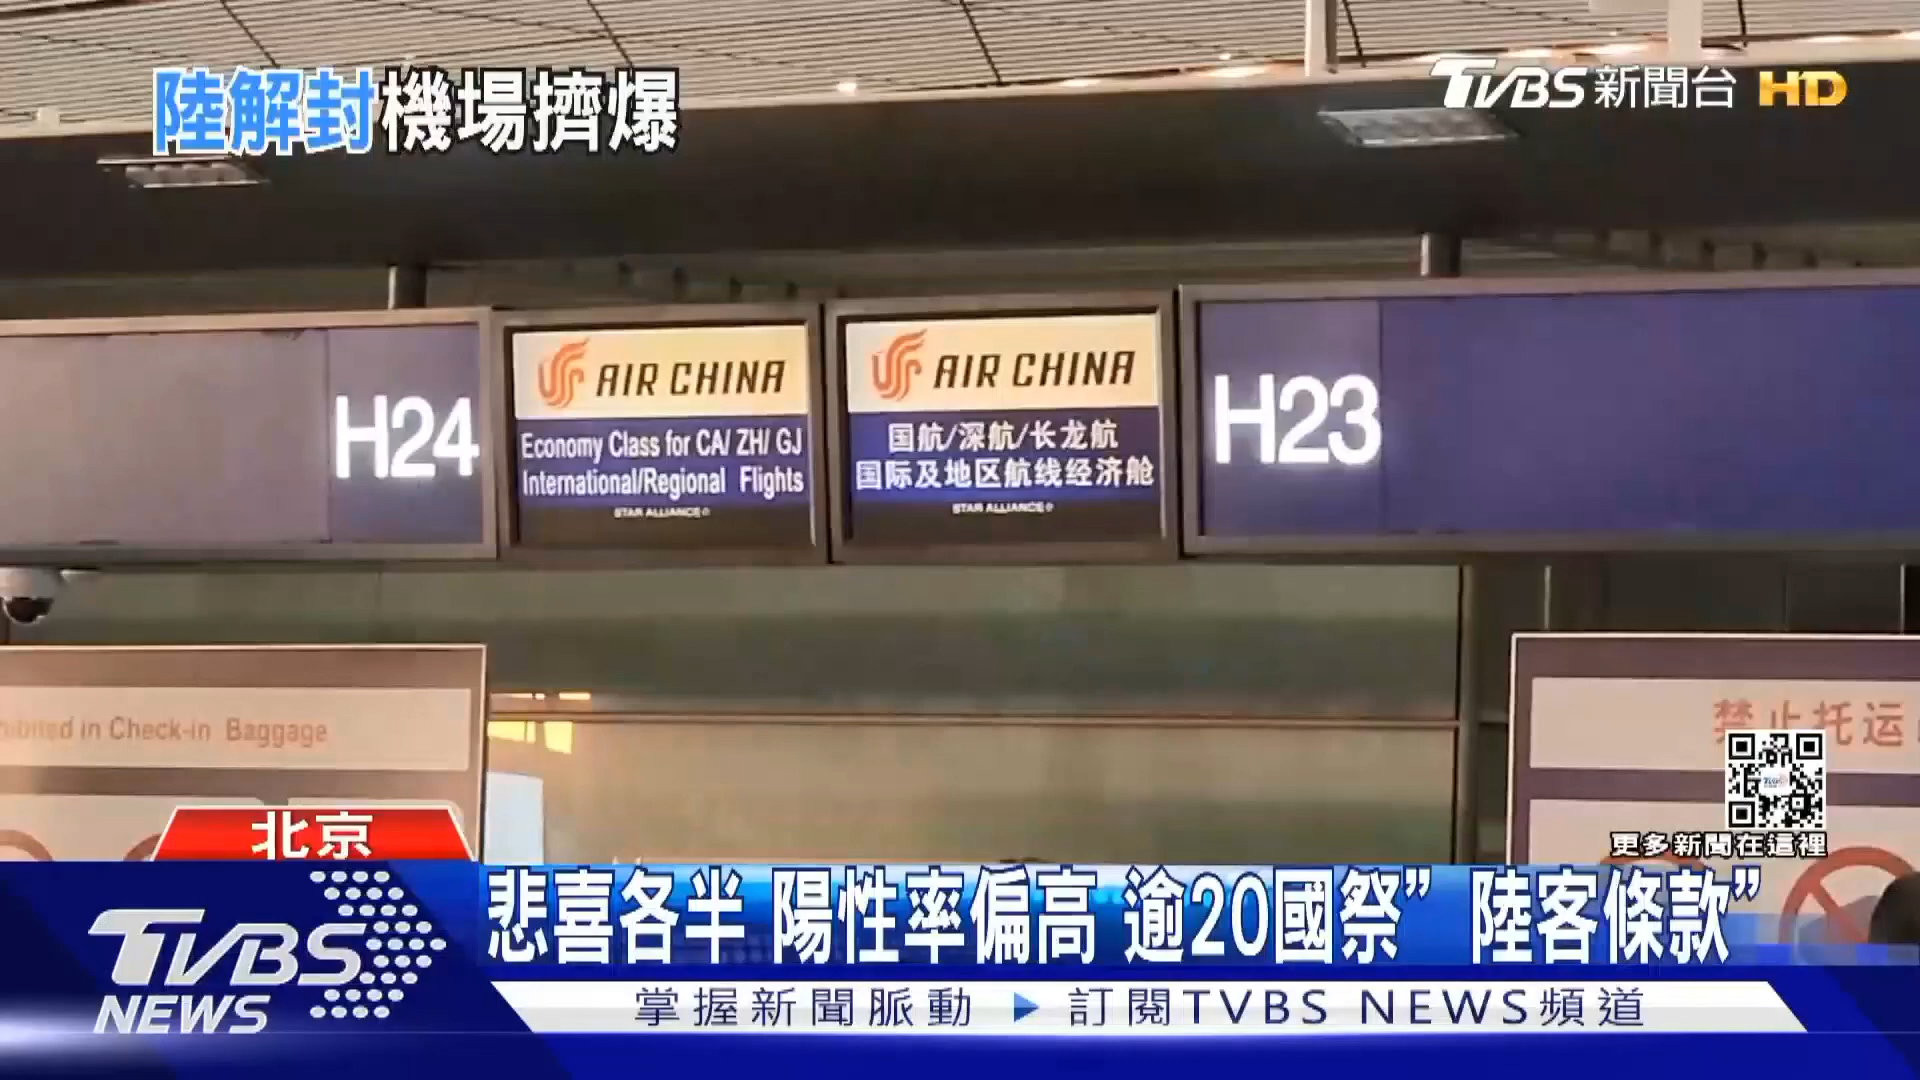 陸解封機場擠爆
TVBS新聞台 HD
H24
AIR CHINA
Economy Class for CA/ ZH/ GJ
International/Regional Flights
STAR ALLIANCE
AIR CHINA
国航/深航/长龙航
国际及地区航线经济舱
STAR ALLIANCE
H23
in Check-in Baggage
禁止托运
更多新聞在這裡
北京
悲喜各半 陽性率偏高 逾20國祭”陸客條款”
TVBS
NEWS
掌握新聞脈動 ▶ 訂閱TVBS NEWS頻道